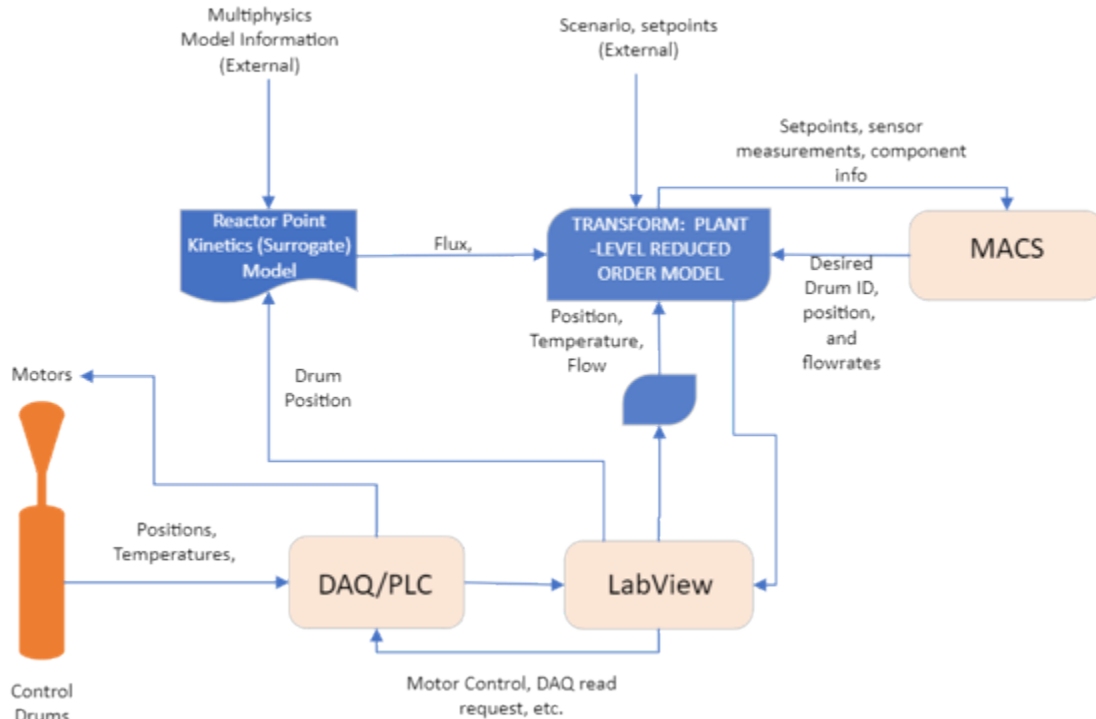 Multiphysics
Model Information
(External)
Scenario, setpoints
(External)
Setpoints, sensor
measurements, component
info
Reactor Point
Kinetics (Surrogate)
Model
Flux,
TRANSFORM: PLANT
-LEVEL REDUCED
ORDER MODEL
MACS
Desired
Drum ID,
position,
and
flowrates
Position,
Temperature,
Flow
Motors
Drum
Position
Positions,
Temperatures,
DAQ/PLC
LabView
Motor Control, DAQ read
request, etc.
Control
Drums